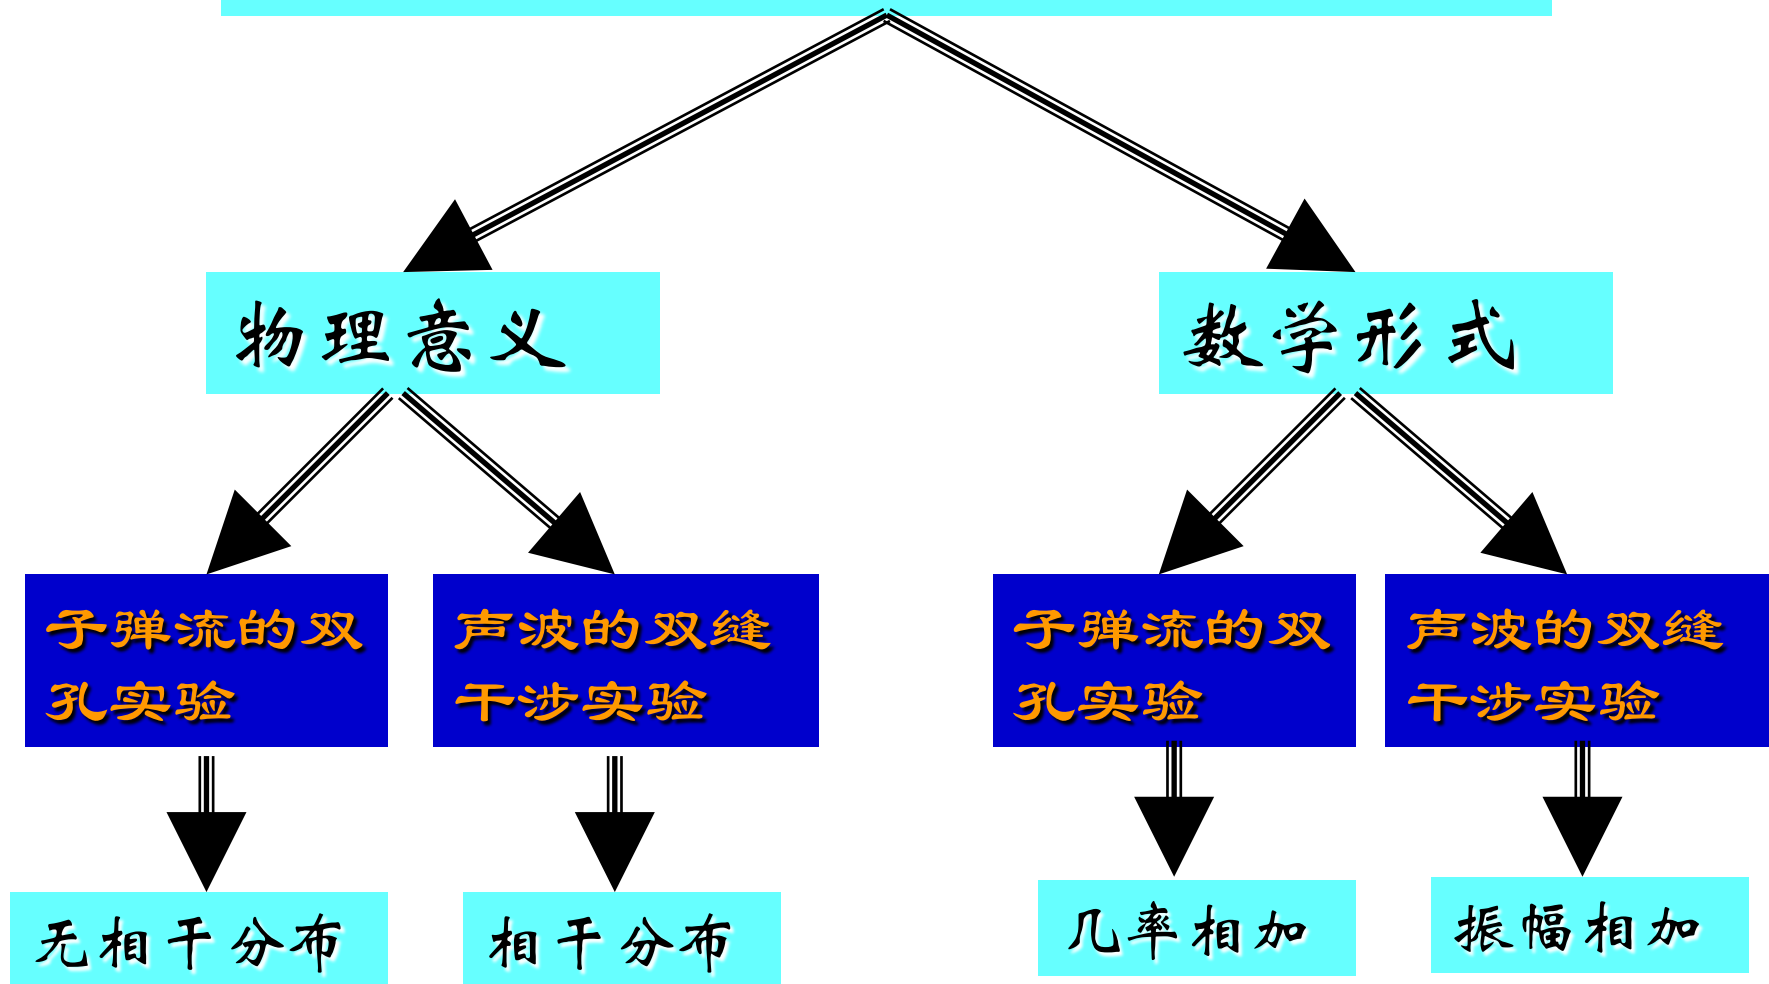 物理意义
数学形式
子弹流的双
孔实验
声波的双缝
干涉实验
子弹流的双
孔实验
声波的双缝
干涉实验
无相干分布
相干分布
几率相加
振幅相加